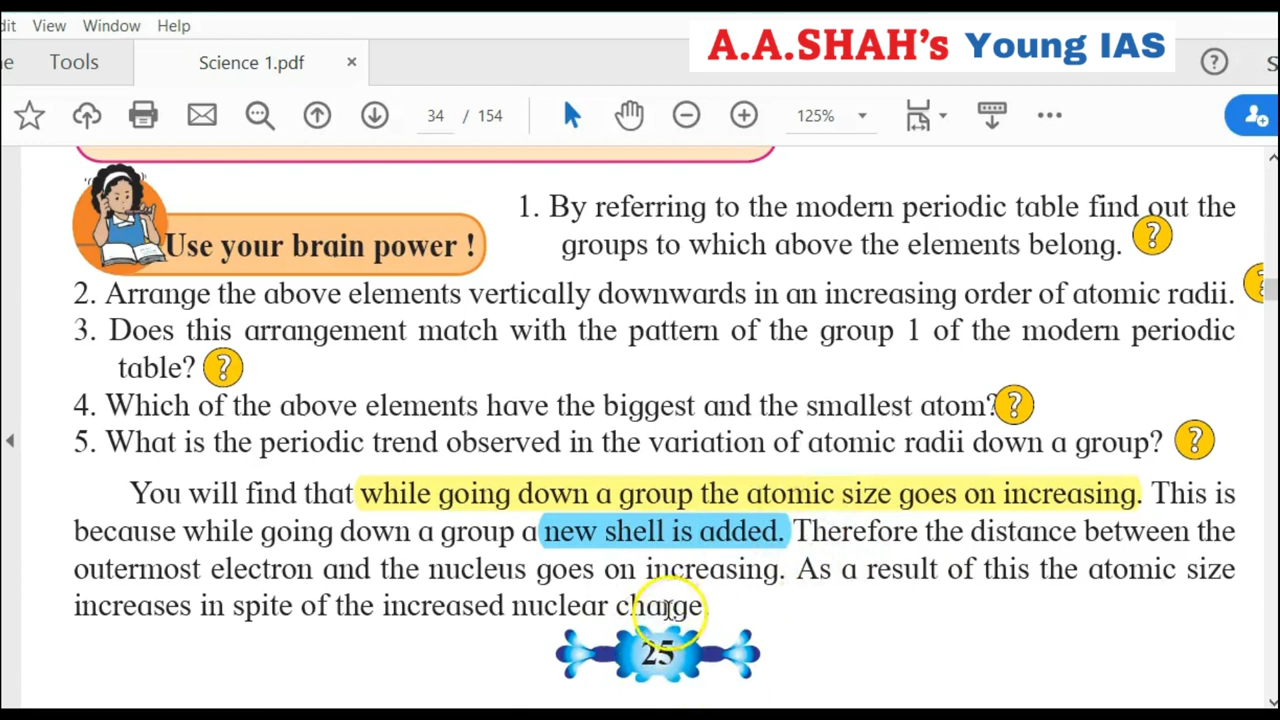 View Window Help
A.A.SHAH's Young IAS
Tools Science 1.pdf ×
34 / 154 125%
1. By referring to the modern periodic table find out the
groups to which above the elements belong.
Use your brain power !
2. Arrange the above elements vertically downwards in an increasing order of atomic radii.
3. Does this arrangement match with the pattern of the group 1 of the modern periodic
table?
4. Which of the above elements have the biggest and the smallest atom?
5. What is the periodic trend observed in the variation of atomic radii down a group?
You will find that while going down a group the atomic size goes on increasing. This is
because while going down a group a new shell is added. Therefore the distance between the
outermost electron and the nucleus goes on increasing. As a result of this the atomic size
increases in spite of the increased nuclear charge.
25